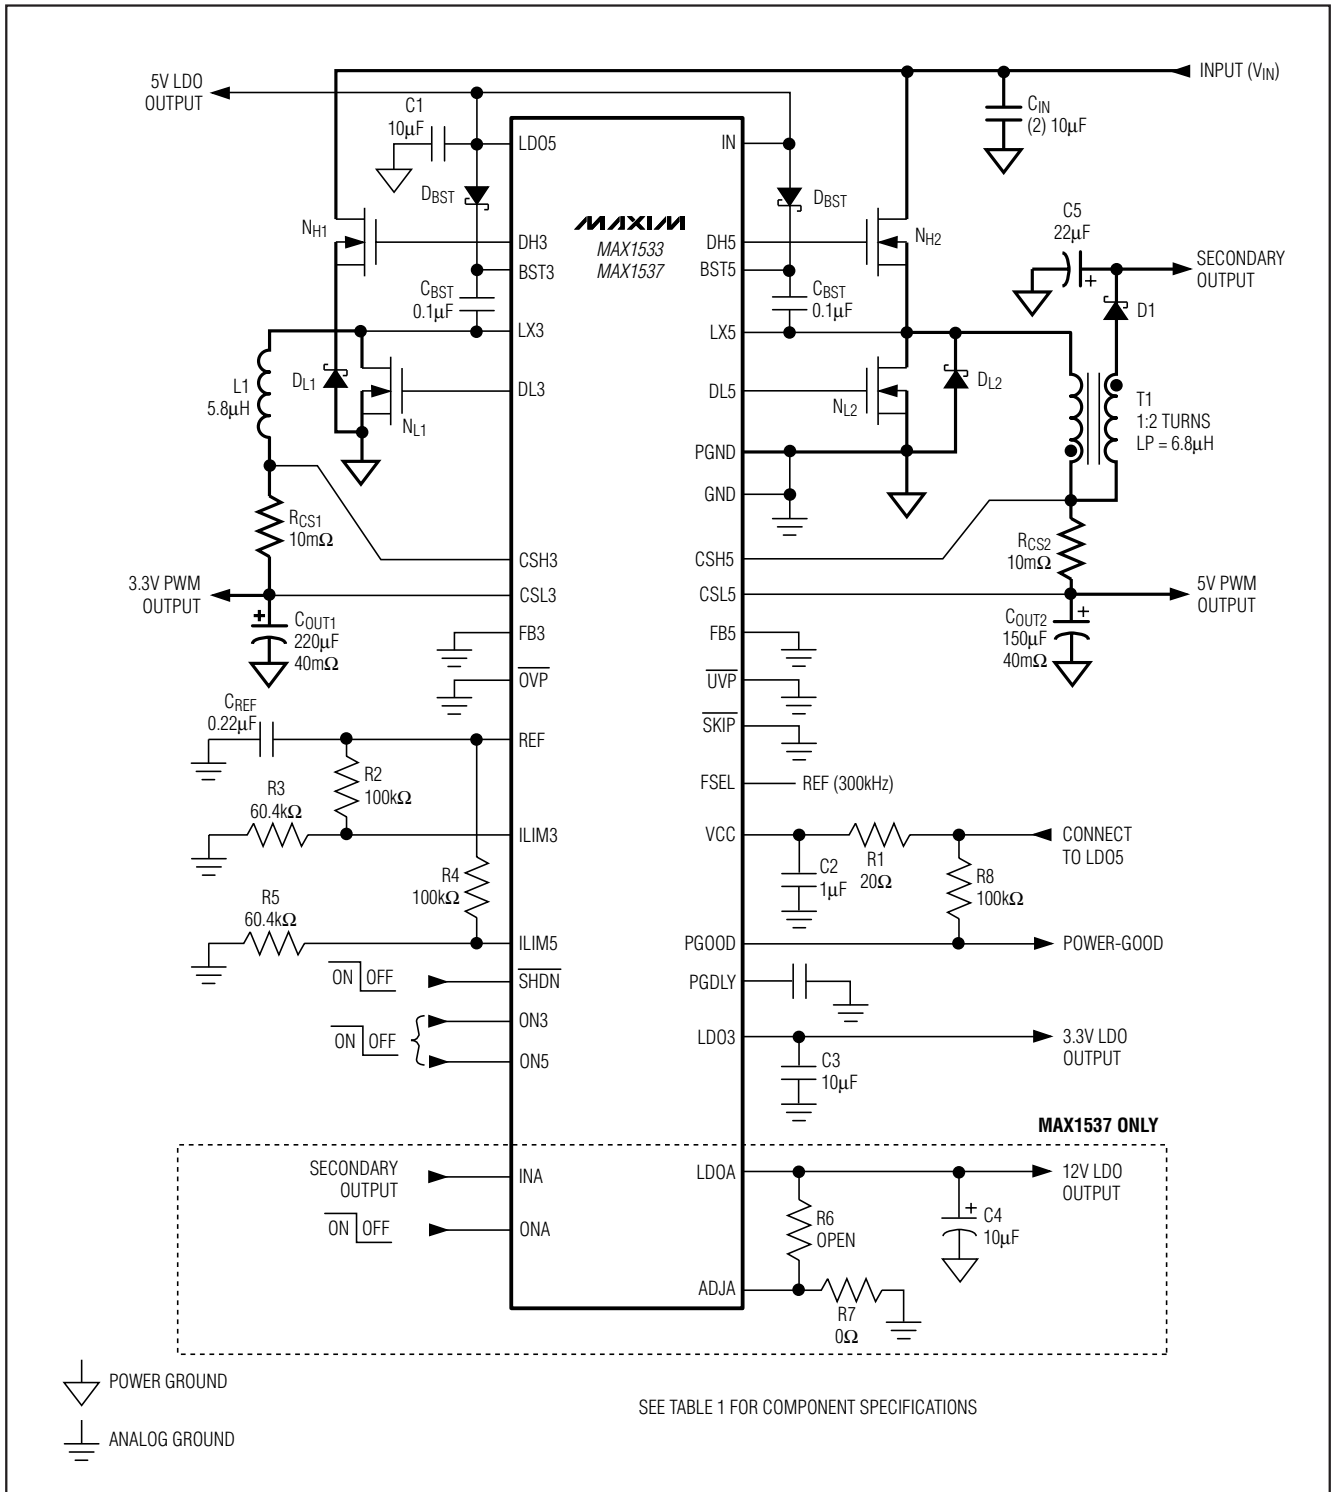 5V LDO
OUTPUT
C1
10µF
LDO5
IN
INPUT (VIN)
CIN
(2) 10µF
DBST
DBST
MAXIM
MAX1533
MAX1537
NH1
DH3
BST3
DH5
BST5
NH2
C5
22µF
+
SECONDARY
OUTPUT
D1
CBST
0.1µF
CBST
0.1µF
LX3
LX5
L1
5.8µH
DL1
NL1
DL3
DL5
NL2
DL2
T1
1:2 TURNS
LP = 6.8µH
PGND
GND
RCS1
10mΩ
CSH3
CSH5
RCS2
10mΩ
3.3V PWM
OUTPUT
CSL3
CSL5
5V PWM
OUTPUT
+
COUT1
220µF
40mΩ
+
COUT2
150µF
40mΩ
FB3
FB5
OVP
UVP
CREF
0.22µF
SKIP
REF
R2
100kΩ
R3
60.4kΩ
FSEL
REF (300kHz)
ILIM3
VCC
R1
20Ω
CONNECT
TO LDO5
C2
1µF
R8
100kΩ
R4
100kΩ
R5
60.4kΩ
ILIM5
PGOOD
POWER-GOOD
ON OFF
SHDN
PGDLY
ON OFF
ON3
ON5
LDO3
3.3V LDO
OUTPUT
C3
10µF
MAX1537 ONLY
SECONDARY
OUTPUT
INA
LDOA
12V LDO
OUTPUT
ON OFF
ONA
R6
OPEN
+
C4
10µF
ADJA
R7
0Ω
POWER GROUND
SEE TABLE 1 FOR COMPONENT SPECIFICATIONS
ANALOG GROUND